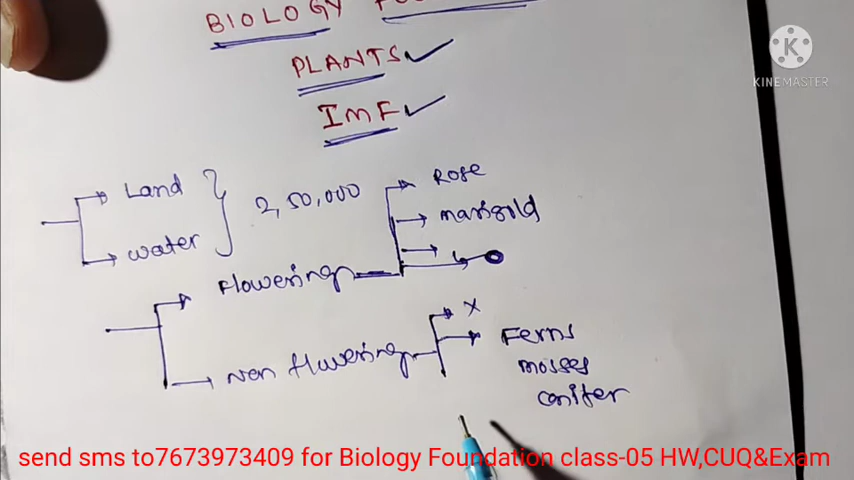 BIOLOGY
PLANTS
IMF
Land
water
2,50,000
Rose
marigold
Flowering
x
Non flowering
Ferns
mosses
conifer
KINEMASTER
send sms to7673973409 for Biology Foundation class-05 HW,CUQ&Exam